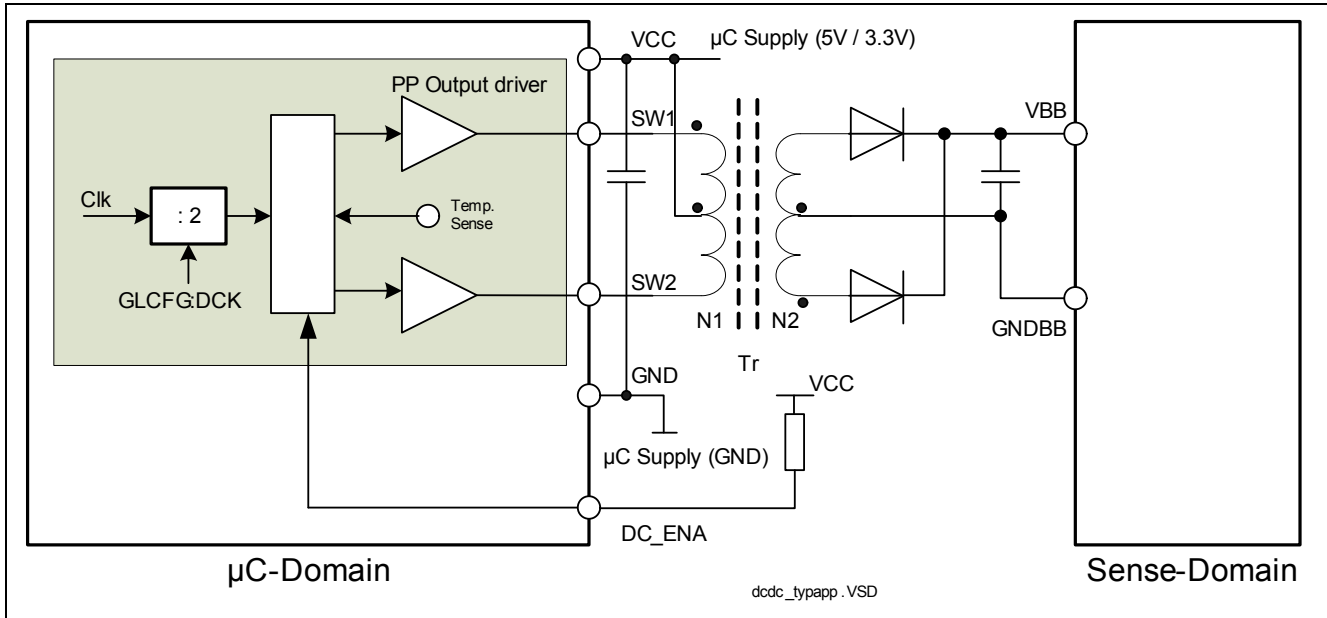 VCC
µC Supply (5V / 3.3V)
PP Output driver
SW1
VBB
Clk
: 2
Temp.
Sense
GLCFG:DCK
SW2
N1
N2
GNDBB
Tr
GND
VCC
µC Supply (GND)
DC_ENA
µC-Domain
Sense-Domain
dcdc_typapp.VSD